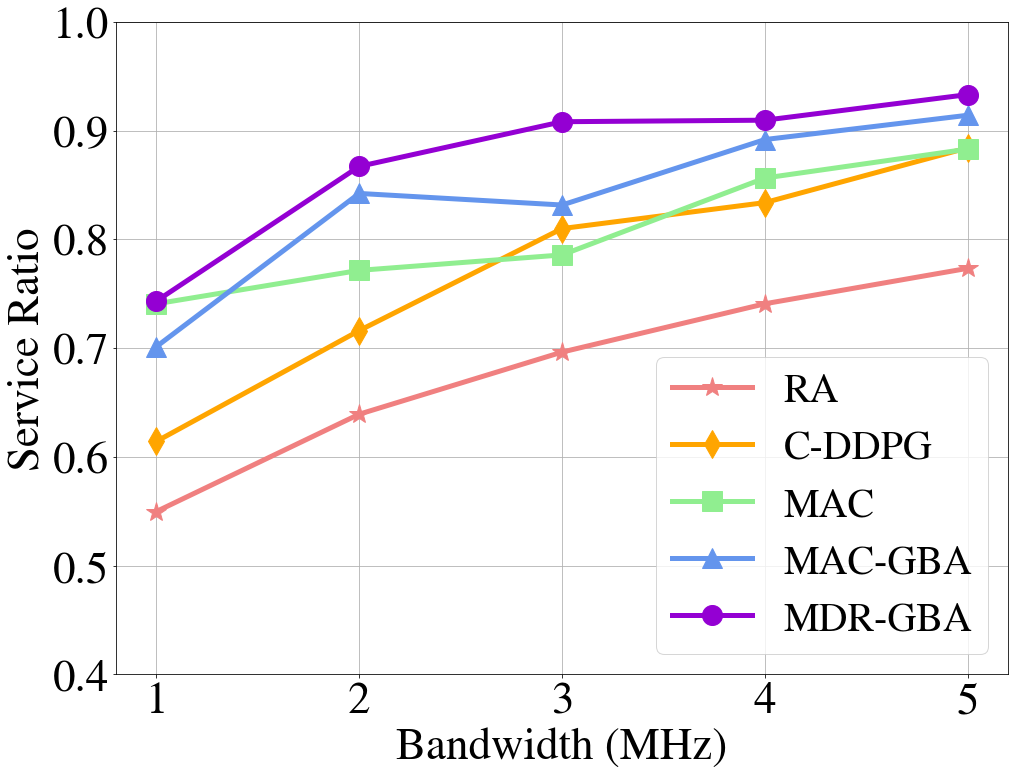 1.0
0.9
0.8
0.7
0.6
0.5
0.4
Service Ratio
RA
C-DDPG
MAC
MAC-GBA
MDR-GBA
1 2 3 4 5
Bandwidth (MHz)